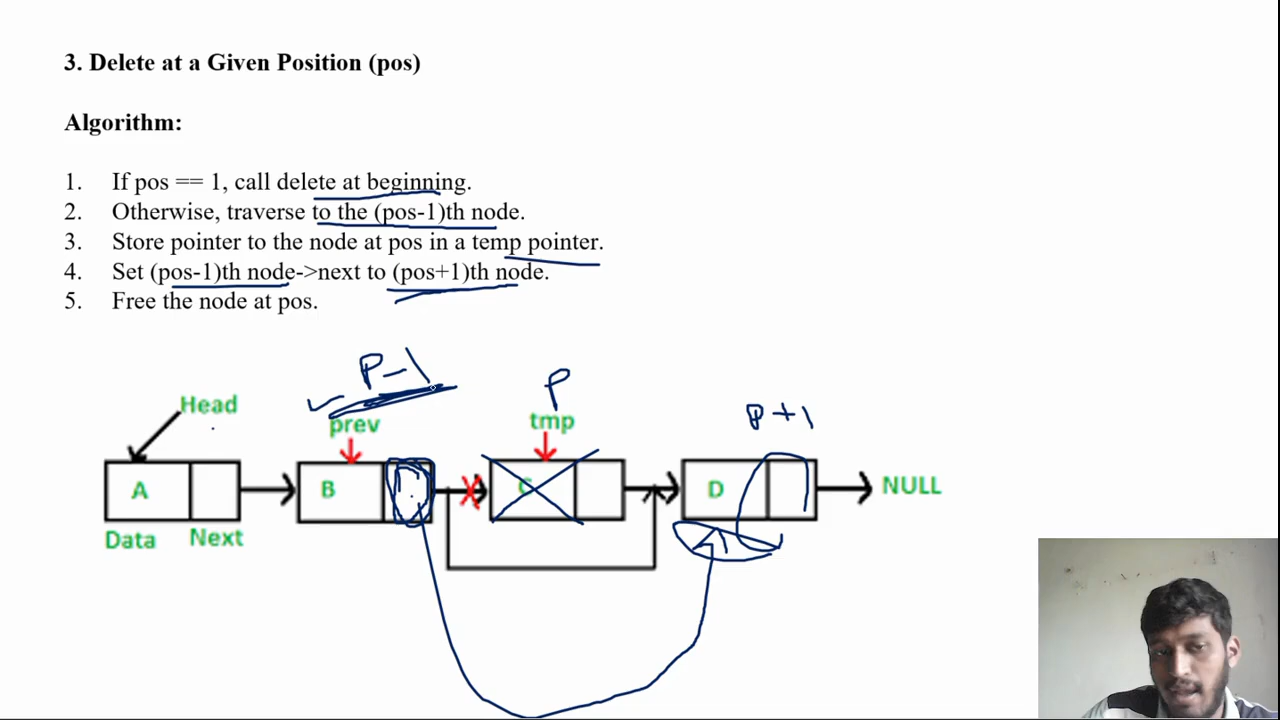 3. Delete at a Given Position (pos)
Algorithm:
1. If pos == 1, call delete at beginning.
2. Otherwise, traverse to the (pos-1)th node.
3. Store pointer to the node at pos in a temp pointer.
4. Set (pos-1)th node->next to (pos+1)th node.
5. Free the node at pos.
P-1
P
P+1
Head
prev
tmp
A
B
C
D
NULL
Data
Next